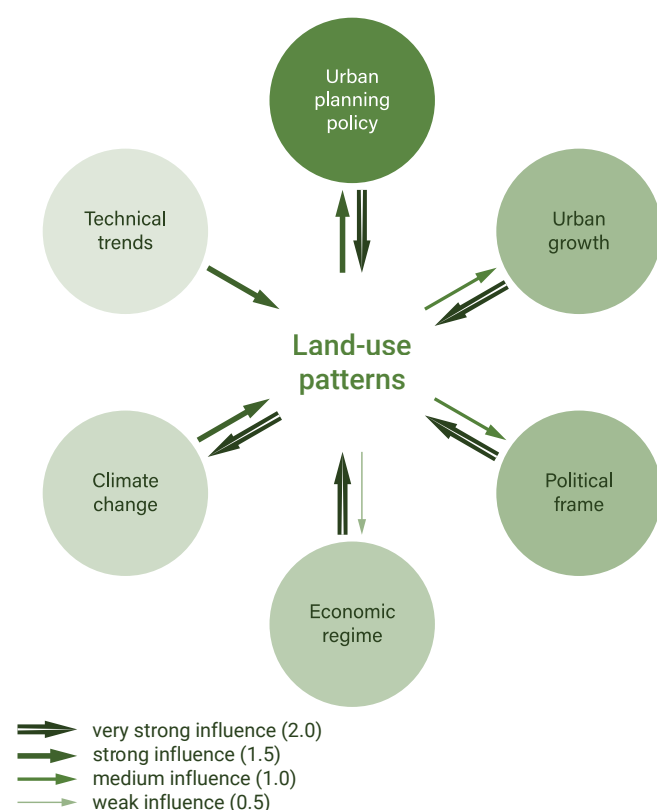 Urban
planning
policy
Technical
trends
Urban
growth
Land-use
patterns
Climate
change
Political
frame
Economic
regime
very strong influence (2.0)
strong influence (1.5)
medium influence (1.0)
weak influence (0.5)